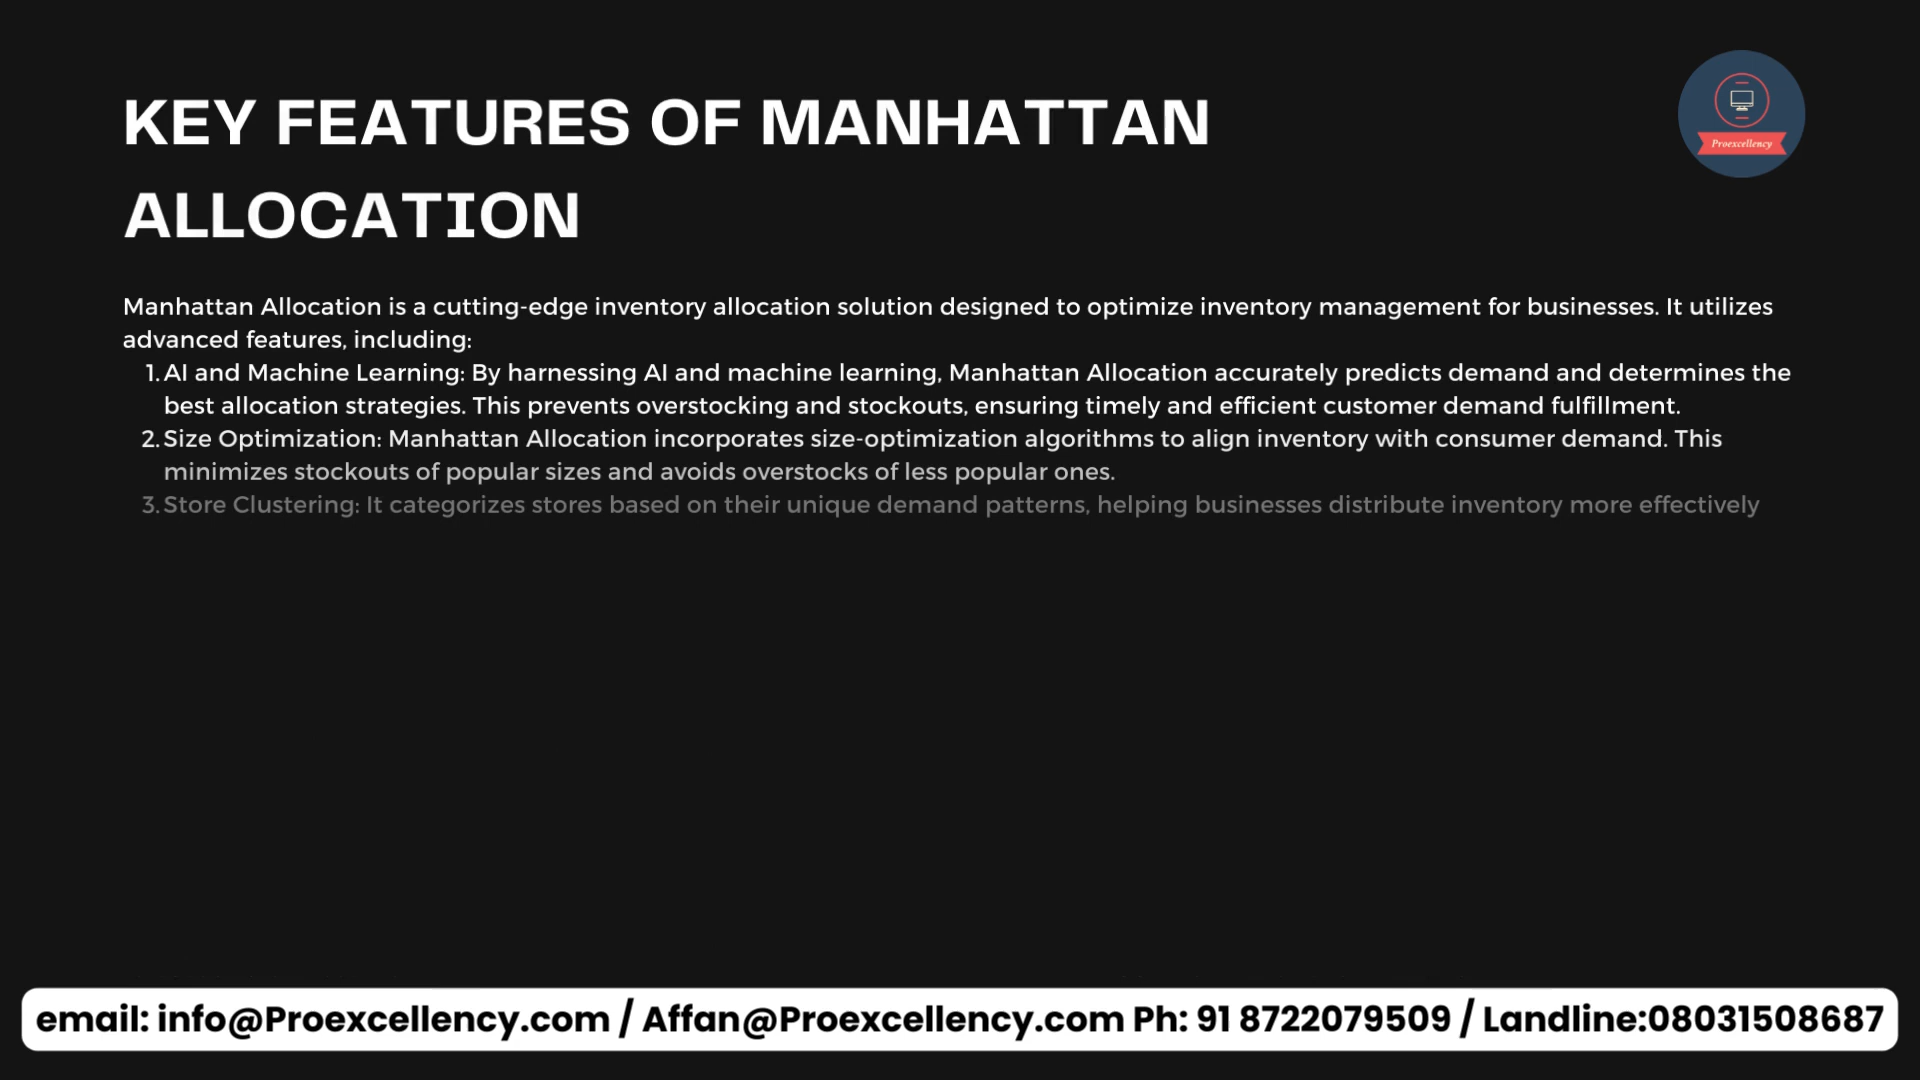 KEY FEATURES OF MANHATTAN
ALLOCATION
Proexcellency
Manhattan Allocation is a cutting-edge inventory allocation solution designed to optimize inventory management for businesses. It utilizes
advanced features, including:
1. AI and Machine Learning: By harnessing AI and machine learning, Manhattan Allocation accurately predicts demand and determines the
best allocation strategies. This prevents overstocking and stockouts, ensuring timely and efficient customer demand fulfillment.
2. Size Optimization: Manhattan Allocation incorporates size-optimization algorithms to align inventory with consumer demand. This
minimizes stockouts of popular sizes and avoids overstocks of less popular ones.
3. Store Clustering: It categorizes stores based on their unique demand patterns, helping businesses distribute inventory more effectively
email: info@Proexcellency.com / Affan@Proexcellency.com Ph: 91 8722079509 / Landline:08031508687